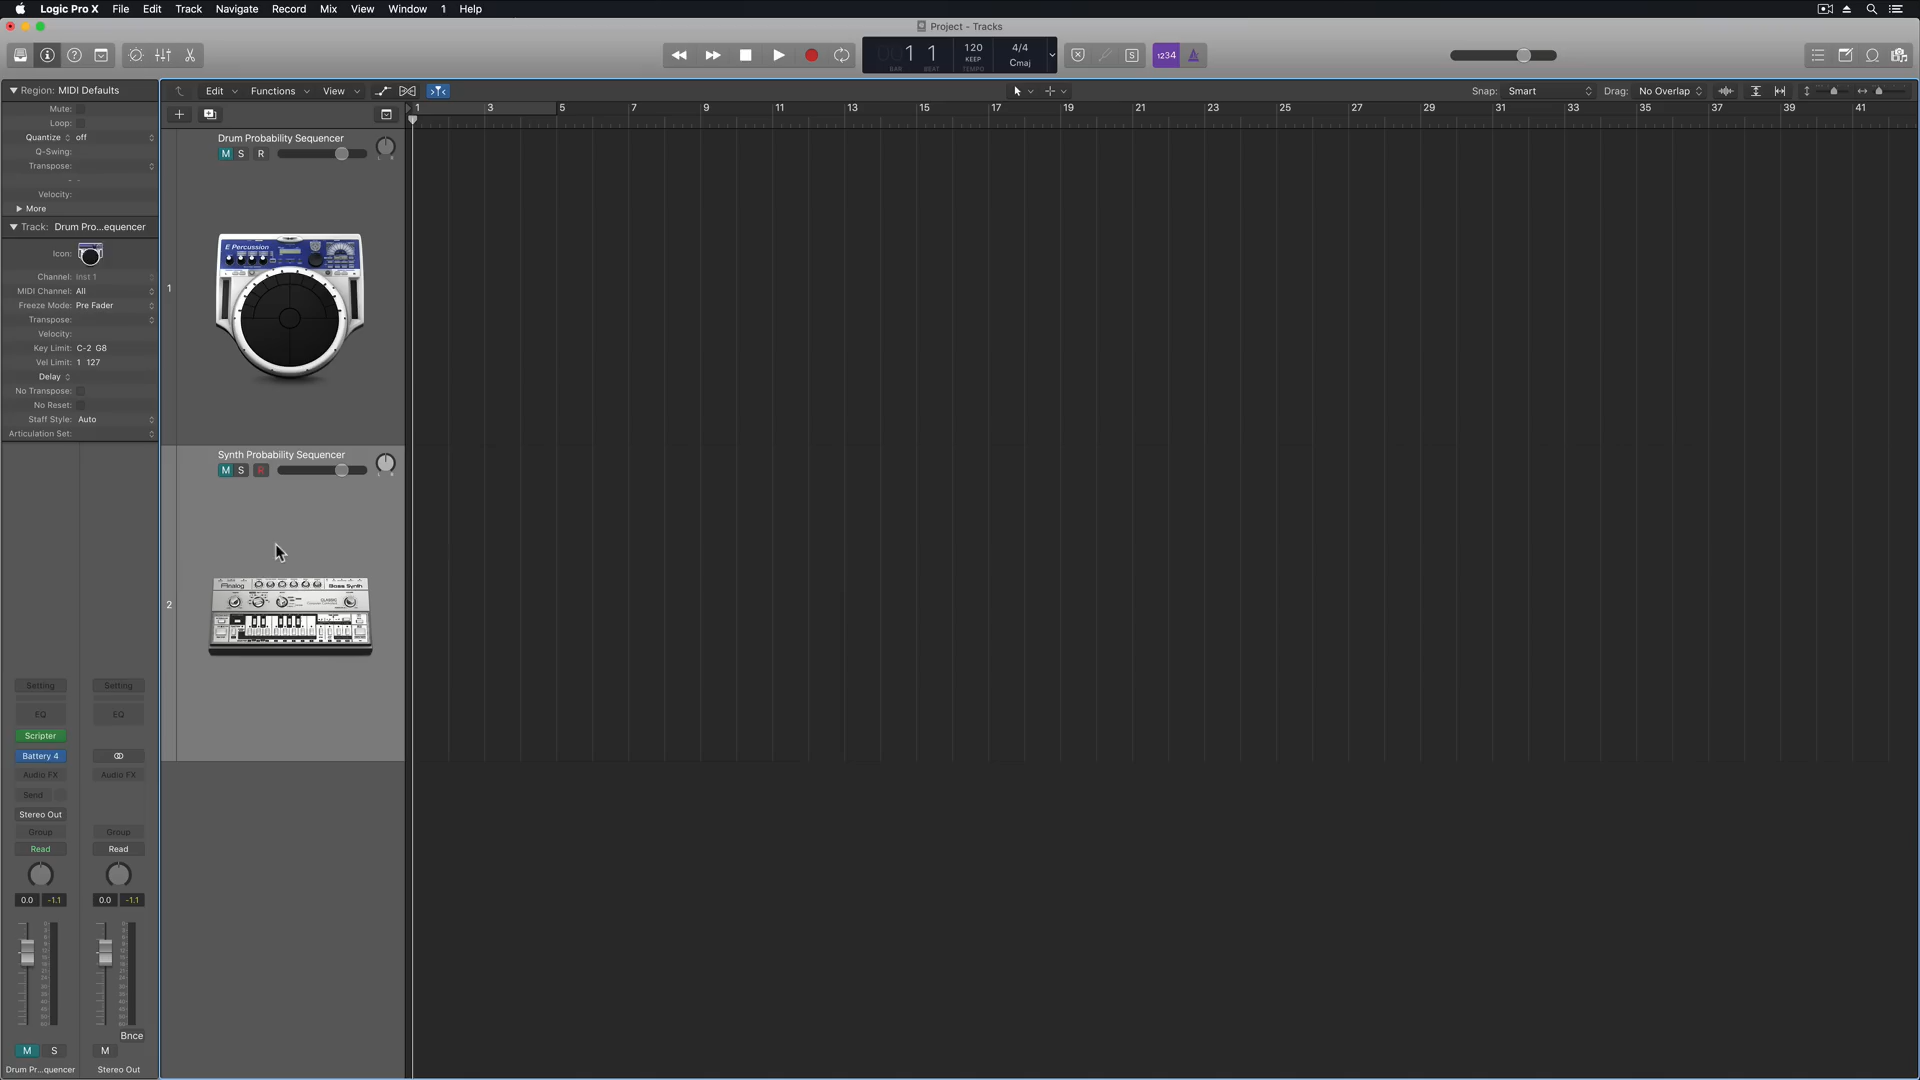 Logic Pro X File Edit Track Navigate Record Mix View Window 1 Help
Project - Tracks
1 1
BAR BEAT
120
KEEP
TEMPO
4/4
Cmaj
S
1234
Region: MIDI Defaults
Mute:
Loop:
Quantize off
Q-Swing:
Transpose:
Velocity:
More
Track: Drum Pro...equencer
Icon:
Channel: Inst 1
MIDI Channel: All
Freeze Mode: Pre Fader
Transpose:
Velocity:
Key Limit: C-2 G8
Vel Limit: 1 127
Delay
No Transpose:
No Reset:
Staff Style: Auto
Articulation Set:
Edit Functions View
Snap: Smart Drag: No Overlap
1 3 5 7 9 11 13 15 17 19 21 23 25 27 29 31 33 35 37 39 41
1
Drum Probability Sequencer
M S R
E Percussion
2
Synth Probability Sequencer
M S R
Analog
Bass Synth
Setting Setting
EQ EQ
Scripter
Battery 4
Audio FX Audio FX
Send
Stereo Out
Group Group
Read Read
0.0 -1.1 0.0 -1.1
Bnce
M S M
Drum Pr...quencer Stereo Out